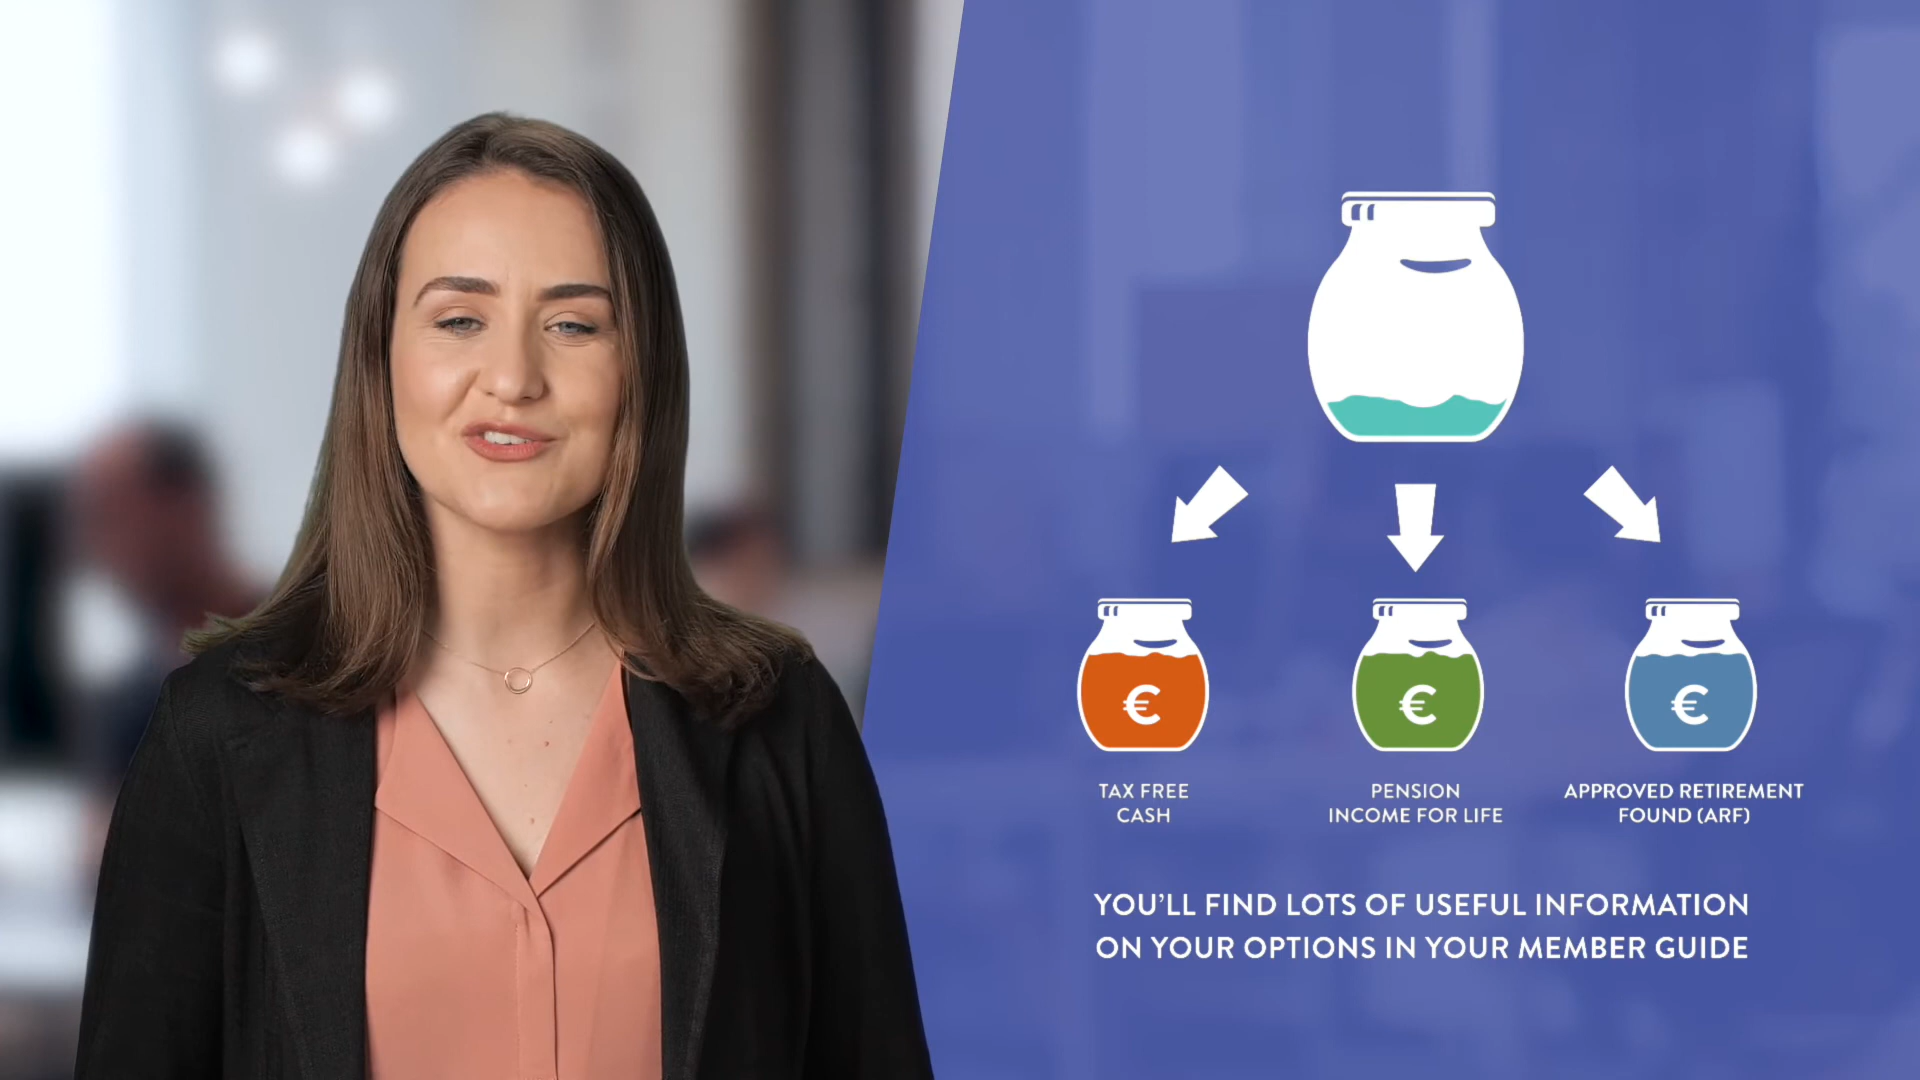 €
€
€
TAX FREE
CASH
PENSION
INCOME FOR LIFE
APPROVED RETIREMENT
FOUND (ARF)
YOU'LL FIND LOTS OF USEFUL INFORMATION
ON YOUR OPTIONS IN YOUR MEMBER GUIDE